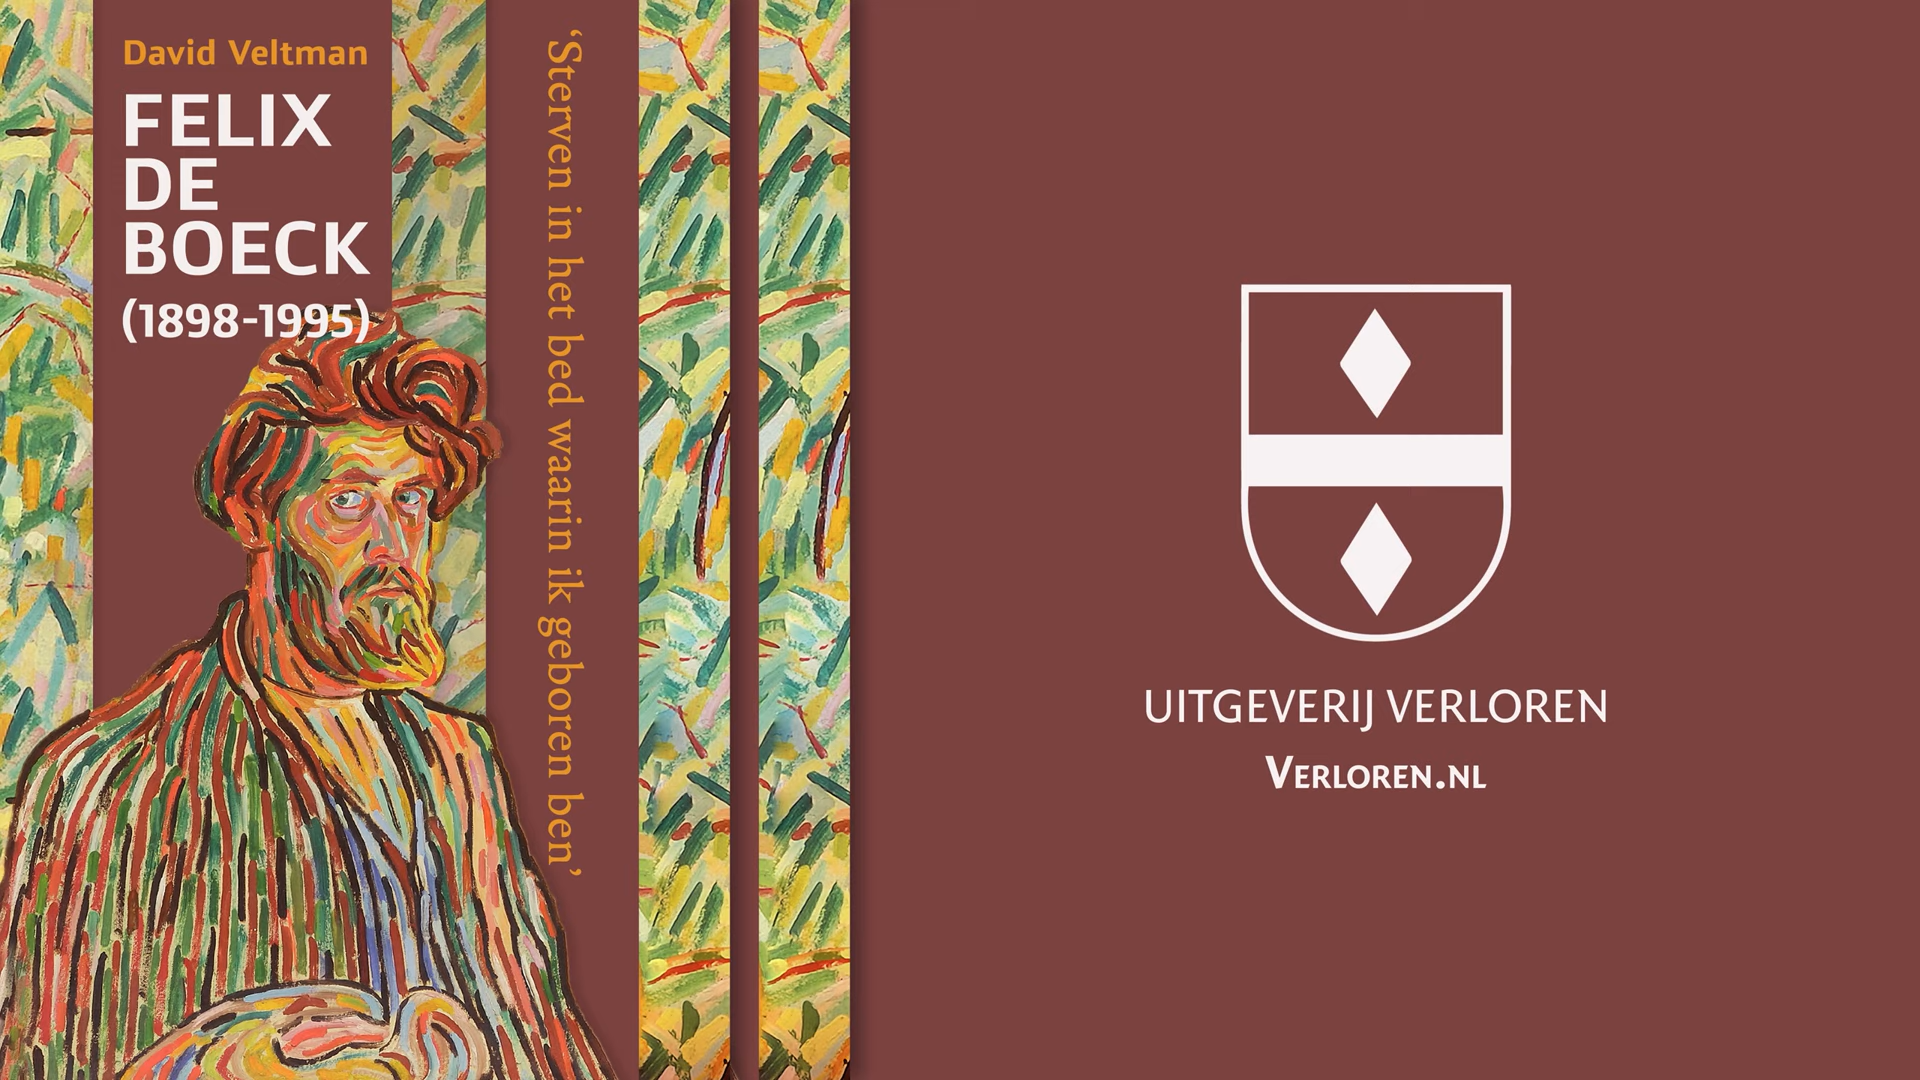 David Veltman
FELIX
DE
BOECK
(1898-1995)
‘Sterven in het bed waarin ik geboren ben’
UITGEVERIJ VERLOREN
VERLOREN.NL